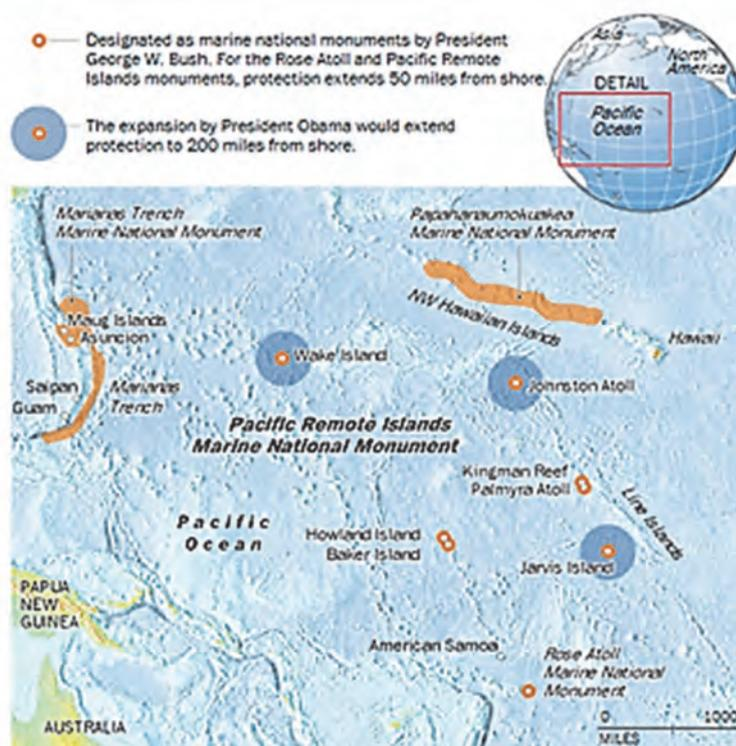 Designated as marine national monuments by President
George W. Bush. For the Rose Atoll and Pacific Remote
Islands monuments, protection extends 50 miles from shore.
The expansion by President Obama would extend
protection to 200 miles from shore.
Asia
North
America
DETAIL
Pacific
Ocean
Marianas Trench
Marine National Monument
Papahanaumokuakea
Marine National Monument
NW Hawaiian Islands
Hawaii
Maug Islands
Asuncion
Wake Island
Johnston Atoll
Saipan
Guam
Marianas
Trench
Pacific Remote Islands
Marine National Monument
Kingman Reef
Palmyra Atoll
Line Islands
Pacific
Ocean
Howland Island
Baker Island
Jarvis Island
PAPUA
NEW
GUINEA
American Samoa
Rose Atoll
Marine National
Monument
AUSTRALIA
0 1000
MILES